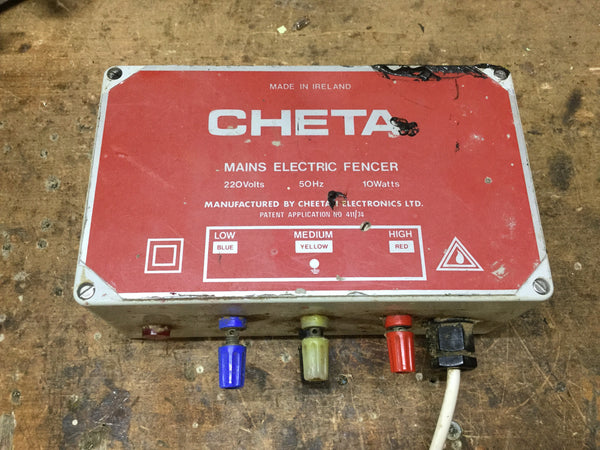 MADE IN IRELAND
CHETA
MAINS ELECTRIC FENCER
220Volts 50Hz 10Watts
MANUFACTURED BY CHEETAH ELECTRONICS LTD.
PATENT APPLICATION NO 411/74
LOW MEDIUM HIGH
BLUE YELLOW RED